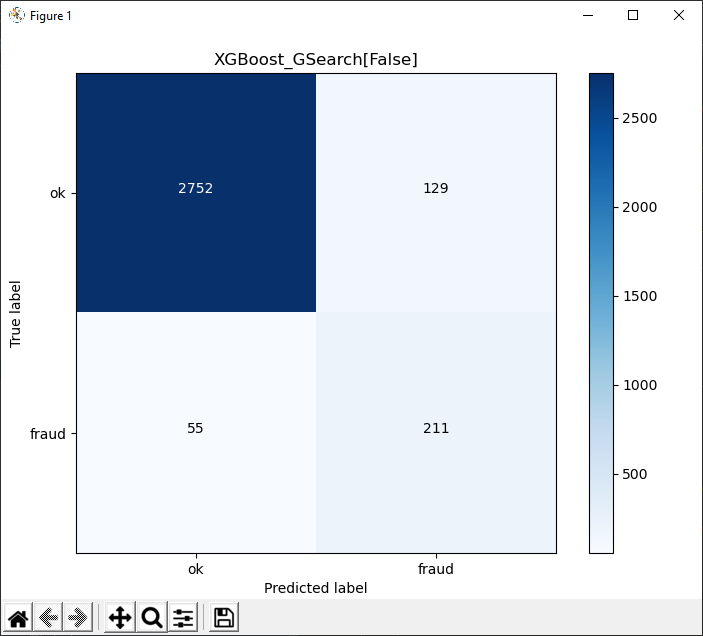 Figure 1
XGBoost_GSearch[False]
2752
129
55
211
ok
fraud
True label
ok
fraud
Predicted label
2500
2000
1500
1000
500